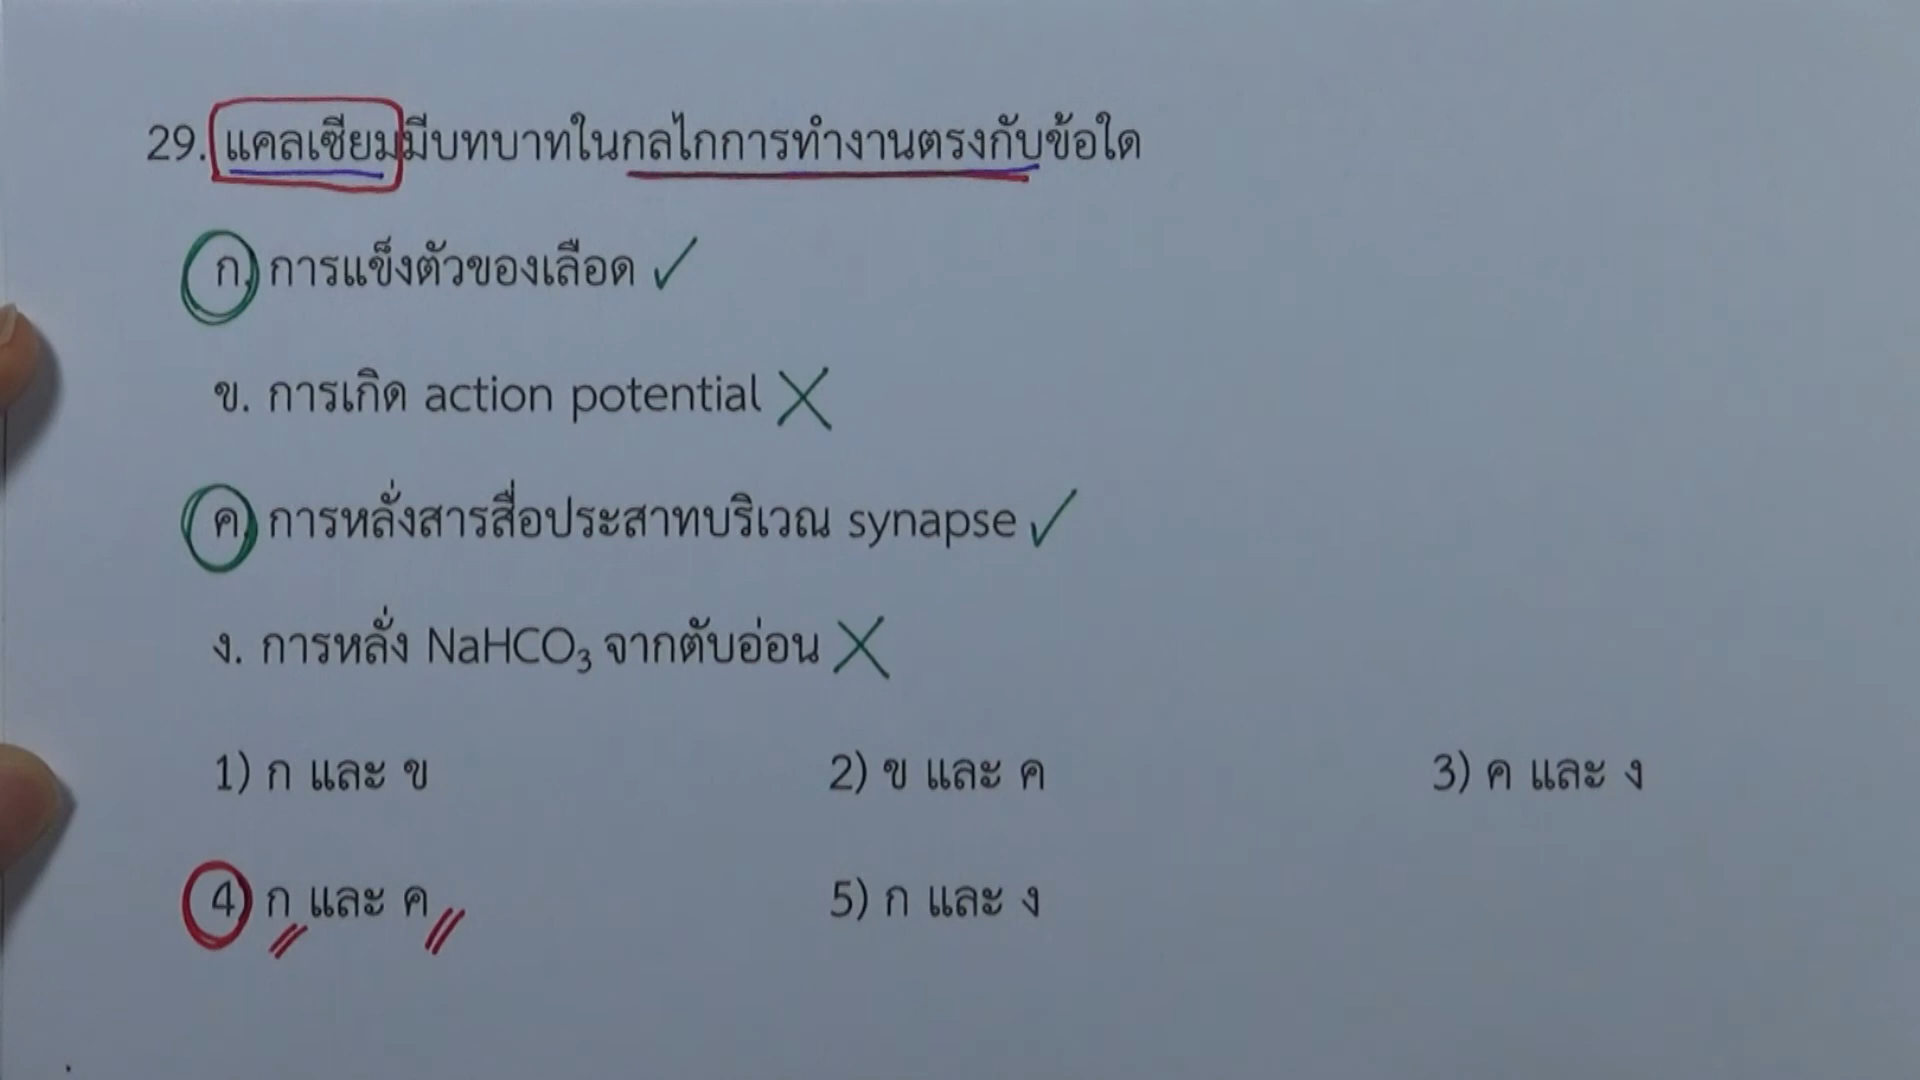 29. แคลเซียมมีบทบาทในกลไกการทำงานตรงกับข้อใด
ก. การแข็งตัวของเลือด
ข. การเกิด action potential
ค. การหลั่งสารสื่อประสาทบริเวณ synapse
ง. การหลั่ง NaHCO₃ จากตับอ่อน
1) ก และ ข 2) ข และ ค 3) ค และ ง
4) ก และ ค 5) ก และ ง